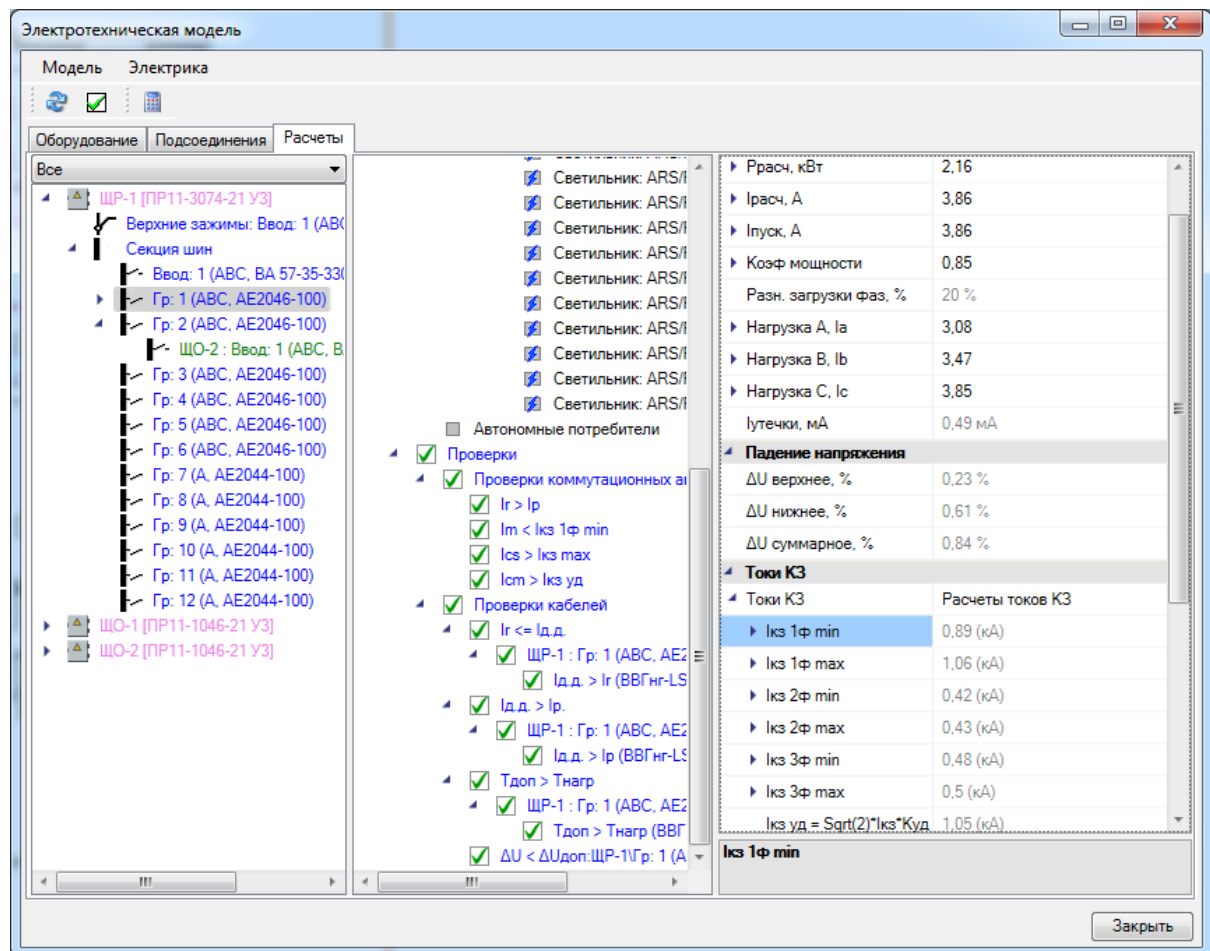 Электротехническая модель
Модель Электрика
Оборудование Подсоединения Расчеты
Все
ЩР-1 [ПР11-3074-21 У3]
Верхние зажимы: Ввод: 1 (АВС
Секция шин
Ввод: 1 (АВС, ВА 57-35-330
Гр: 1 (АВС, АЕ2046-100)
Гр: 2 (АВС, АЕ2046-100)
ЩО-2 : Ввод: 1 (АВС, В
Гр: 3 (АВС, АЕ2046-100)
Гр: 4 (АВС, АЕ2046-100)
Гр: 5 (АВС, АЕ2046-100)
Гр: 6 (АВС, АЕ2046-100)
Гр: 7 (А, АЕ2044-100)
Гр: 8 (А, АЕ2044-100)
Гр: 9 (А, АЕ2044-100)
Гр: 10 (А, АЕ2044-100)
Гр: 11 (А, АЕ2044-100)
Гр: 12 (А, АЕ2044-100)
ЩО-1 [ПР11-1046-21 У3]
ЩО-2 [ПР11-1046-21 У3]
Светильник: ARS/
Светильник: ARS/
Светильник: ARS/
Светильник: ARS/
Светильник: ARS/
Светильник: ARS/
Светильник: ARS/
Светильник: ARS/
Светильник: ARS/
Светильник: ARS/
Автономные потребители
Проверки
Проверки коммутационных ап
Ir > Iр
Im < Iкз 1ф min
Ics > Iкз max
Icm > Iкз уд
Проверки кабелей
Ir <= Iд.д.
ЩР-1 : Гр: 1 (АВС, АЕ2
Iд.д. > Ir (ВВГнг-LS
Iд.д. > Iр.
ЩР-1 : Гр: 1 (АВС, АЕ2
Iд.д. > Iр (ВВГнг-LS
Tдоп > Tнагр
ЩР-1 : Гр: 1 (АВС, АЕ2
Tдоп > Tнагр (ВВГ
ΔU < ΔUдоп:ЩР-1\Гр: 1 (А
Pрасч, кВт 2,16
Iрасч, А 3,86
Iпуск, А 3,86
Коэф мощности 0,85
Разн. загрузки фаз, % 20 %
Нагрузка A, Ia 3,08
Нагрузка B, Ib 3,47
Нагрузка C, Ic 3,85
Iутечки, мА 0,49 мА
Падение напряжения
ΔU верхнее, % 0,23 %
ΔU нижнее, % 0,61 %
ΔU суммарное, % 0,84 %
Токи КЗ
Токи КЗ Расчеты токов КЗ
Iкз 1ф min 0,89 (кА)
Iкз 1ф max 1,06 (кА)
Iкз 2ф min 0,42 (кА)
Iкз 2ф max 0,43 (кА)
Iкз 3ф min 0,48 (кА)
Iкз 3ф max 0,5 (кА)
Iкз уд = Sqrt(2)*Iкз*Kуд 1,05 (кА)
Iкз 1ф min
Закрыть